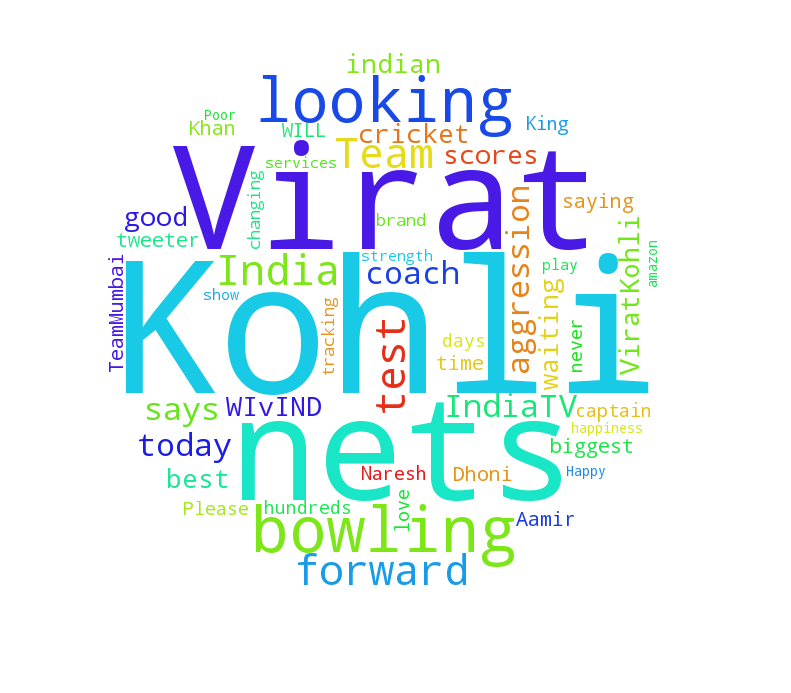 indian
looking
Poor
Khan
WILL
cricket
King
Virat
services
Team
scores
changing
brand
aggression
saying
good
tweeter
India
strength
coach
play
ViratKohli
amazon
TeamMumbai
show
Kohli
tracking
test
days
time
waiting
never
says
WIvIND
IndiaTV
captain
happiness
today
nets
biggest
best
Naresh
Dhoni
Happy
Please
hundreds
love
Aamir
bowling
forward